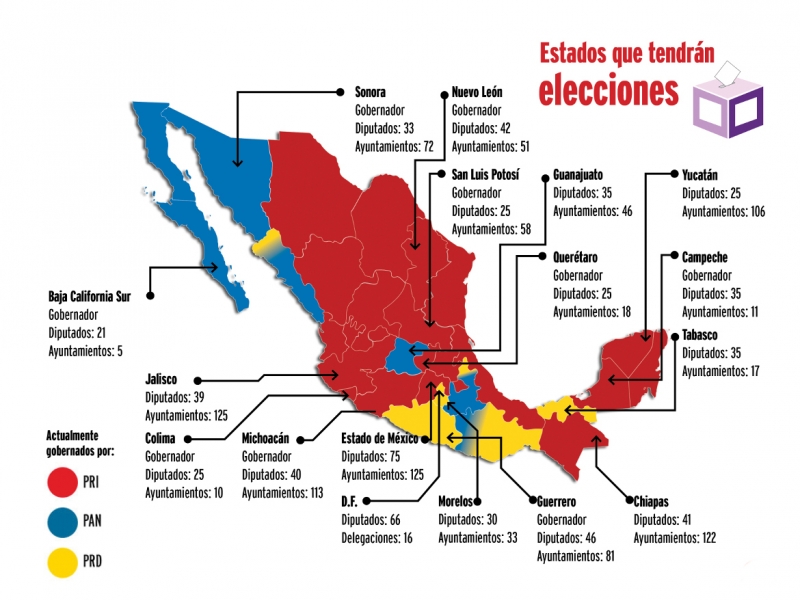 Estados que tendrán
elecciones
Sonora
Gobernador
Diputados: 33
Ayuntamientos: 72
Nuevo León
Gobernador
Diputados: 42
Ayuntamientos: 51
San Luis Potosí
Gobernador
Diputados: 25
Ayuntamientos: 58
Guanajuato
Diputados: 35
Ayuntamientos: 46
Yucatán
Diputados: 25
Ayuntamientos: 106
Querétaro
Gobernador
Diputados: 25
Ayuntamientos: 18
Campeche
Gobernador
Diputados: 35
Ayuntamientos: 11
Tabasco
Diputados: 35
Ayuntamientos: 17
Baja California Sur
Gobernador
Diputados: 21
Ayuntamientos: 5
Jalisco
Diputados: 39
Ayuntamientos: 125
Colima
Gobernador
Diputados: 25
Ayuntamientos: 10
Michoacán
Gobernador
Diputados: 40
Ayuntamientos: 113
Estado de México
Diputados: 75
Ayuntamientos: 125
D.F.
Diputados: 66
Delegaciones: 16
Morelos
Diputados: 30
Ayuntamientos: 33
Guerrero
Gobernador
Diputados: 46
Ayuntamientos: 81
Chiapas
Diputados: 41
Ayuntamientos: 122
Actualmente
gobernados por:
PRI
PAN
PRD